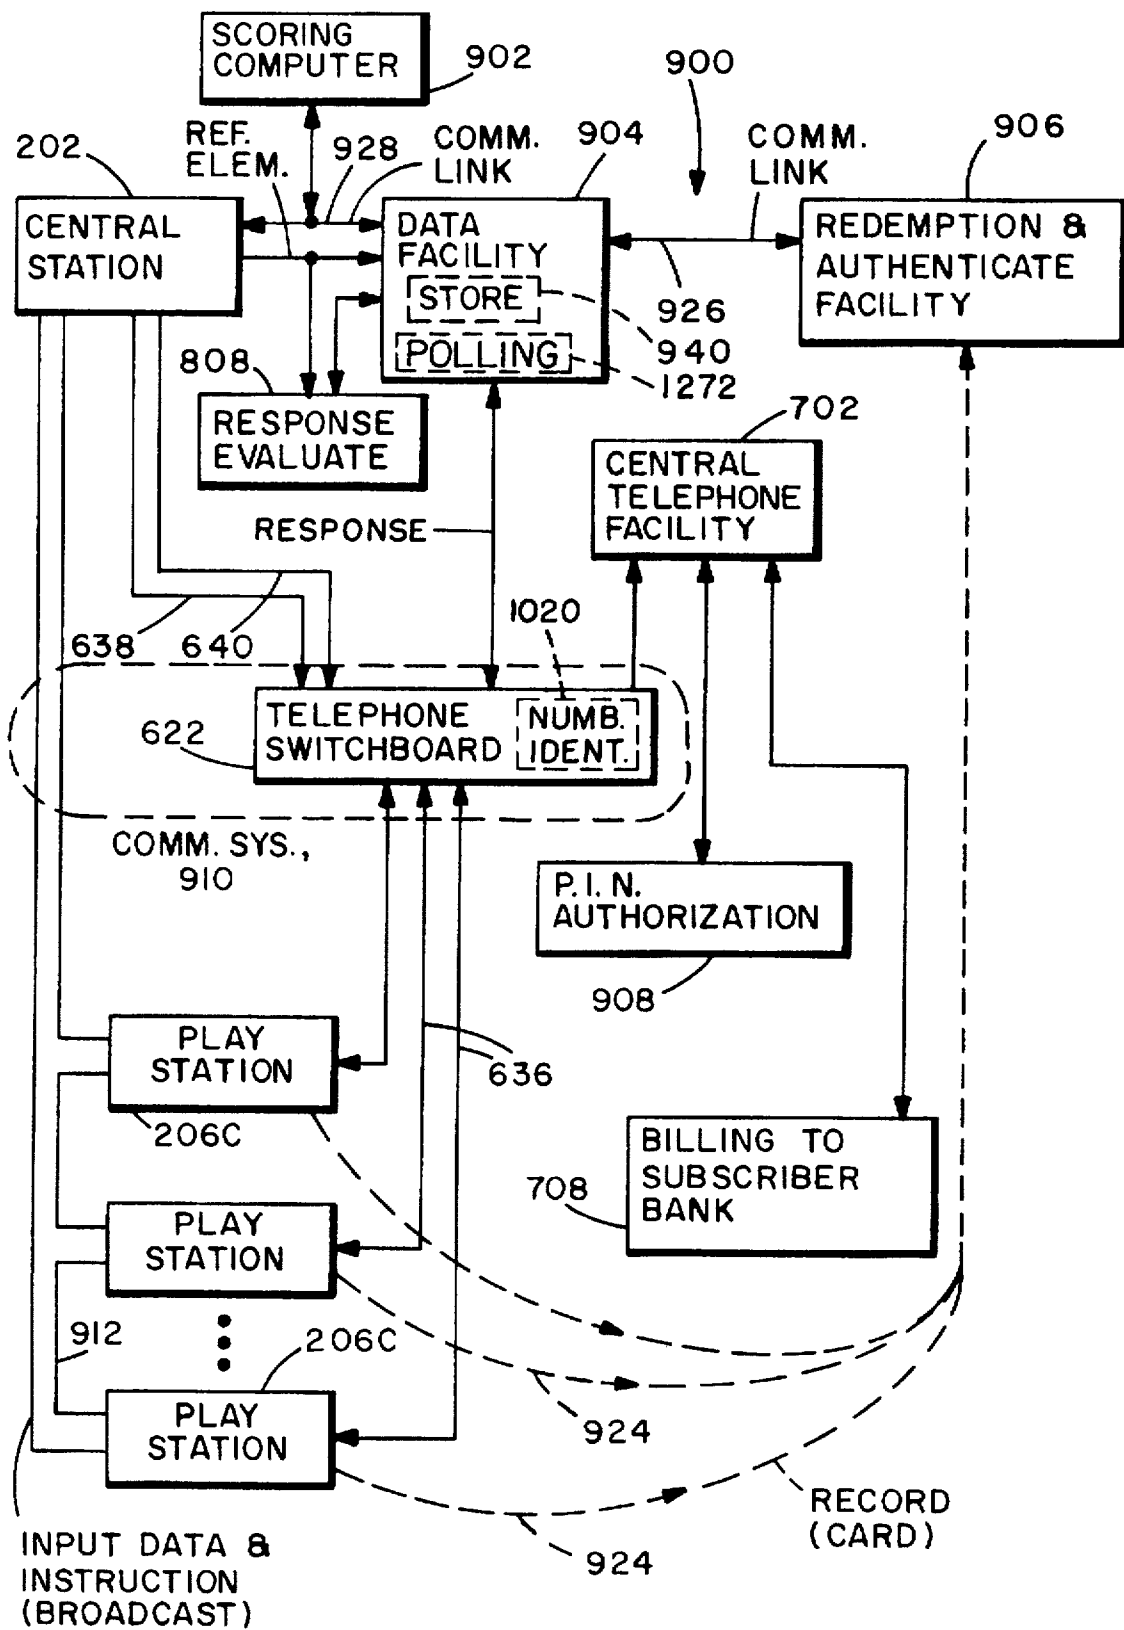 SCORING
COMPUTER
902
900
REF.
ELEM.
928
COMM.
LINK
904
COMM.
LINK
906
202
CENTRAL
STATION
DATA
FACILITY
STORE
POLLING
REDEMPTION &
AUTHENTICATE
FACILITY
926
940
1272
808
RESPONSE
EVALUATE
702
CENTRAL
TELEPHONE
FACILITY
RESPONSE
638
640
1020
TELEPHONE
SWITCHBOARD
NUMB.
IDENT.
622
COMM. SYS.,
910
P.I.N.
AUTHORIZATION
908
PLAY
STATION
636
206C
BILLING TO
SUBSCRIBER
BANK
708
PLAY
STATION
912
206C
PLAY
STATION
924
924
RECORD
(CARD)
INPUT DATA &
INSTRUCTION
(BROADCAST)